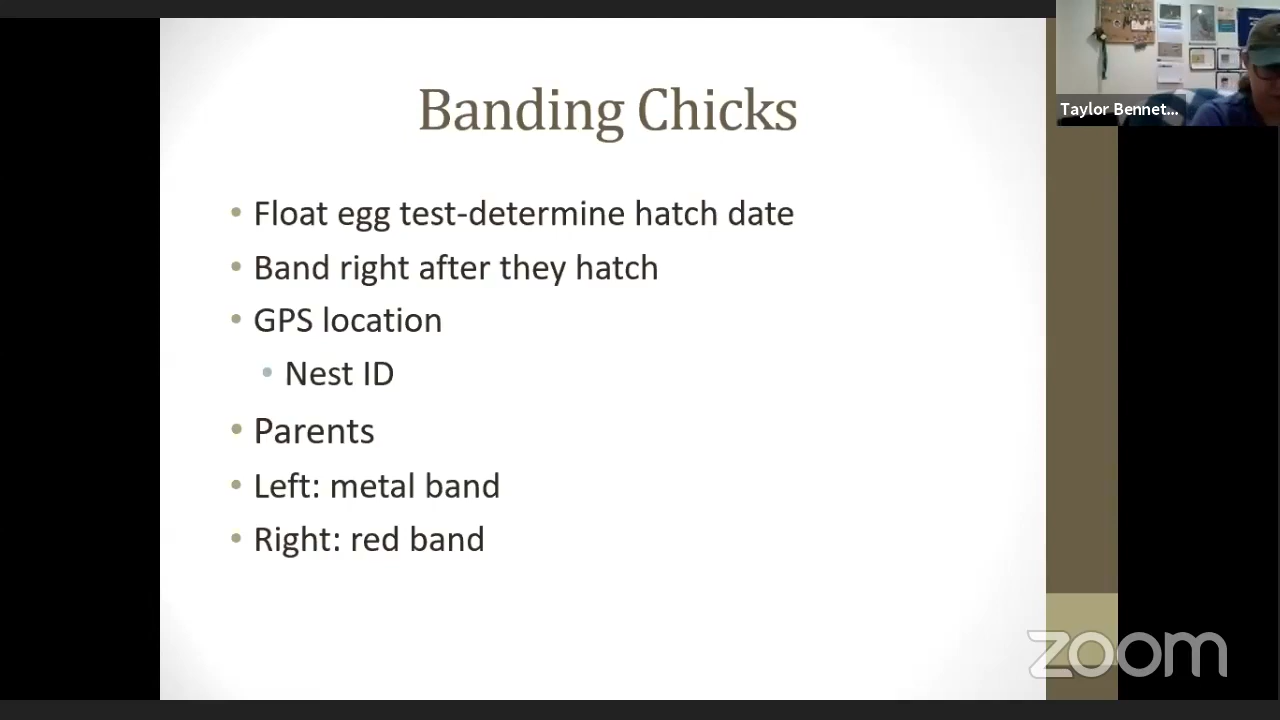 Banding Chicks
Taylor Bennet...
• Float egg test-determine hatch date
• Band right after they hatch
• GPS location
• Nest ID
• Parents
• Left: metal band
• Right: red band
zoom